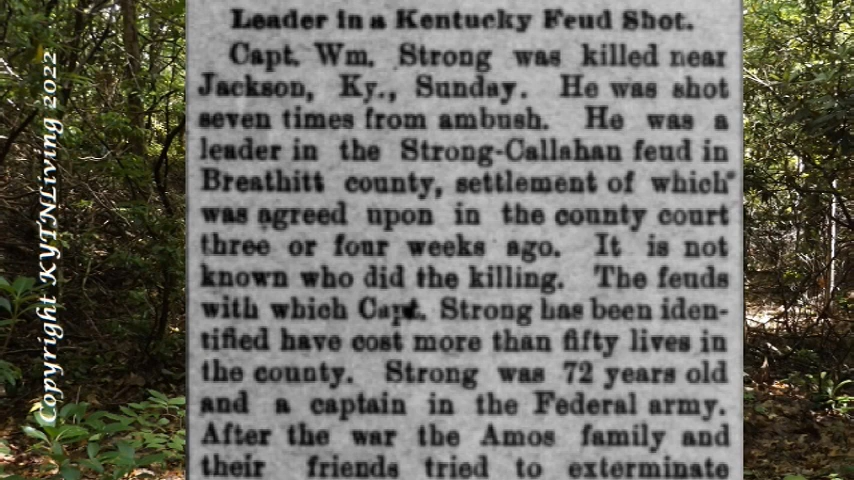 Leader in a Kentucky Feud Shot.
Capt. Wm. Strong was killed near
Jackson, Ky., Sunday. He was shot
seven times from ambush. He was a
leader in the Strong-Callahan feud in
Breathitt county, settlement of which
was agreed upon in the county court
three or four weeks ago. It is not
known who did the killing. The feuds
with which Capt. Strong has been iden-
tified have cost more than fifty lives in
the county. Strong was 72 years old
and a captain in the Federal army.
After the war the Amos family and
their friends tried to exterminate
Copyright KYTNLiving 2022